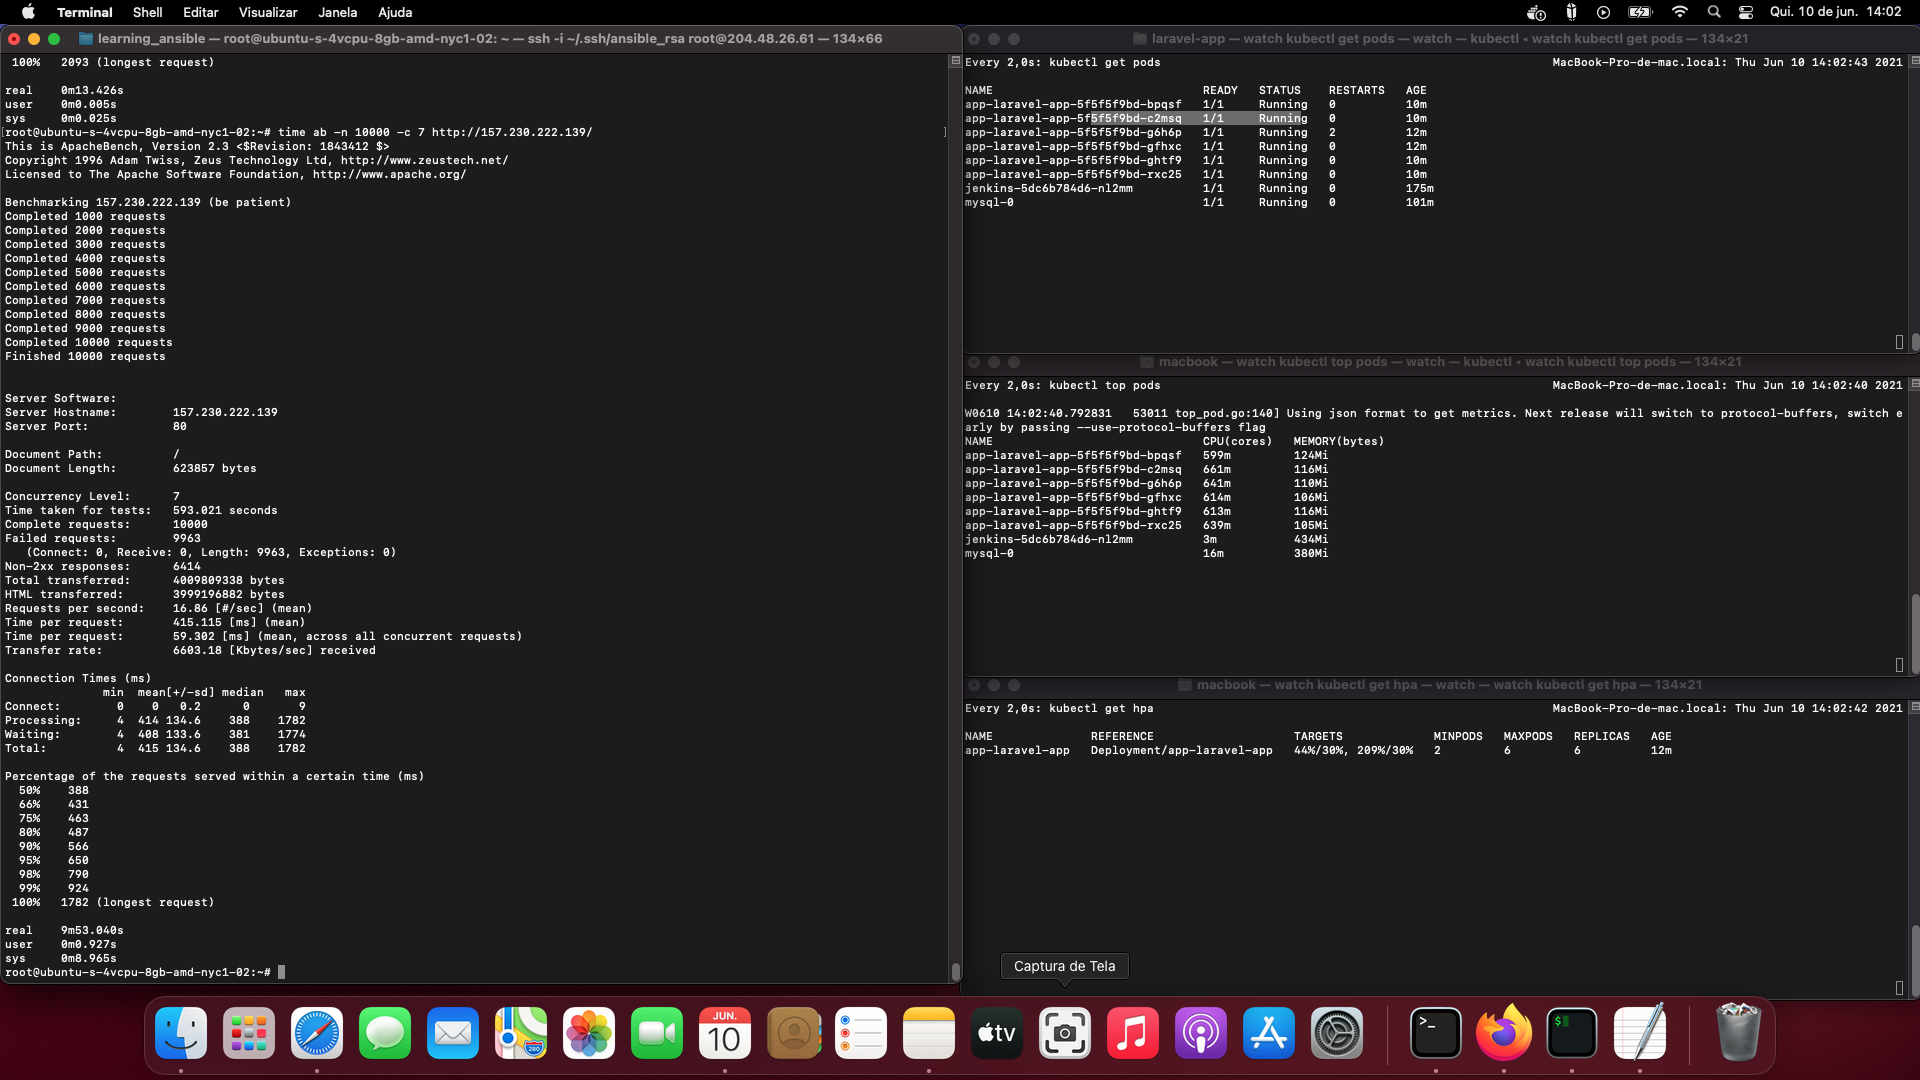 Terminal Shell Editar Visualizar Janela Ajuda Qui. 10 de jun. 14:02
learning_ansible — root@ubuntu-s-4vcpu-8gb-amd-nyc1-02: ~ — ssh -i ~/.ssh/ansible_rsa root@204.48.26.61 — 134×66
100% 2093 (longest request)
real 0m13.426s
user 0m0.005s
sys 0m0.025s
[root@ubuntu-s-4vcpu-8gb-amd-nyc1-02:~# time ab -n 10000 -c 7 http://157.230.222.139/ ]
This is ApacheBench, Version 2.3 <$Revision: 1843412 $>
Copyright 1996 Adam Twiss, Zeus Technology Ltd, http://www.zeustech.net/
Licensed to The Apache Software Foundation, http://www.apache.org/
Benchmarking 157.230.222.139 (be patient)
Completed 1000 requests
Completed 2000 requests
Completed 3000 requests
Completed 4000 requests
Completed 5000 requests
Completed 6000 requests
Completed 7000 requests
Completed 8000 requests
Completed 9000 requests
Completed 10000 requests
Finished 10000 requests
Server Software:
Server Hostname: 157.230.222.139
Server Port: 80
Document Path: /
Document Length: 623857 bytes
Concurrency Level: 7
Time taken for tests: 593.021 seconds
Complete requests: 10000
Failed requests: 9963
(Connect: 0, Receive: 0, Length: 9963, Exceptions: 0)
Non-2xx responses: 6414
Total transferred: 4009809338 bytes
HTML transferred: 3999196882 bytes
Requests per second: 16.86 [#/sec] (mean)
Time per request: 415.115 [ms] (mean)
Time per request: 59.302 [ms] (mean, across all concurrent requests)
Transfer rate: 6603.18 [Kbytes/sec] received
Connection Times (ms)
min mean[+/-sd] median max
Connect: 0 0 0.2 0 9
Processing: 4 414 134.6 388 1782
Waiting: 4 408 133.6 381 1774
Total: 4 415 134.6 388 1782
Percentage of the requests served within a certain time (ms)
50% 388
66% 431
75% 463
80% 487
90% 566
95% 650
98% 790
99% 924
100% 1782 (longest request)
real 9m53.040s
user 0m0.927s
sys 0m8.965s
root@ubuntu-s-4vcpu-8gb-amd-nyc1-02:~#
laravel-app — watch kubectl get pods — watch — kubectl • watch kubectl get pods — 134×21
Every 2,0s: kubectl get pods MacBook-Pro-de-mac.local: Thu Jun 10 14:02:43 2021
NAME READY STATUS RESTARTS AGE
app-laravel-app-5f5f5f9bd-bpqsf 1/1 Running 0 10m
app-laravel-app-5f5f5f9bd-c2msq 1/1 Running 0 10m
app-laravel-app-5f5f5f9bd-g6h6p 1/1 Running 2 12m
app-laravel-app-5f5f5f9bd-gfhxc 1/1 Running 0 12m
app-laravel-app-5f5f5f9bd-ghtf9 1/1 Running 0 10m
app-laravel-app-5f5f5f9bd-rxc25 1/1 Running 0 10m
jenkins-5dc6b784d6-nl2mm 1/1 Running 0 175m
mysql-0 1/1 Running 0 101m
macbook — watch kubectl top pods — watch — kubectl • watch kubectl top pods — 134×21
Every 2,0s: kubectl top pods MacBook-Pro-de-mac.local: Thu Jun 10 14:02:40 2021
W0610 14:02:40.792831 53011 top_pod.go:140] Using json format to get metrics. Next release will switch to protocol-buffers, switch e
arly by passing --use-protocol-buffers flag
NAME CPU(cores) MEMORY(bytes)
app-laravel-app-5f5f5f9bd-bpqsf 599m 124Mi
app-laravel-app-5f5f5f9bd-c2msq 661m 116Mi
app-laravel-app-5f5f5f9bd-g6h6p 641m 110Mi
app-laravel-app-5f5f5f9bd-gfhxc 614m 106Mi
app-laravel-app-5f5f5f9bd-ghtf9 613m 116Mi
app-laravel-app-5f5f5f9bd-rxc25 639m 105Mi
jenkins-5dc6b784d6-nl2mm 3m 434Mi
mysql-0 16m 380Mi
macbook — watch kubectl get hpa — watch — watch kubectl get hpa — 134×21
Every 2,0s: kubectl get hpa MacBook-Pro-de-mac.local: Thu Jun 10 14:02:42 2021
NAME REFERENCE TARGETS MINPODS MAXPODS REPLICAS AGE
app-laravel-app Deployment/app-laravel-app 44%/30%, 209%/30% 2 6 6 12m
Captura de Tela
280
JUN.
10
tv
>_
$